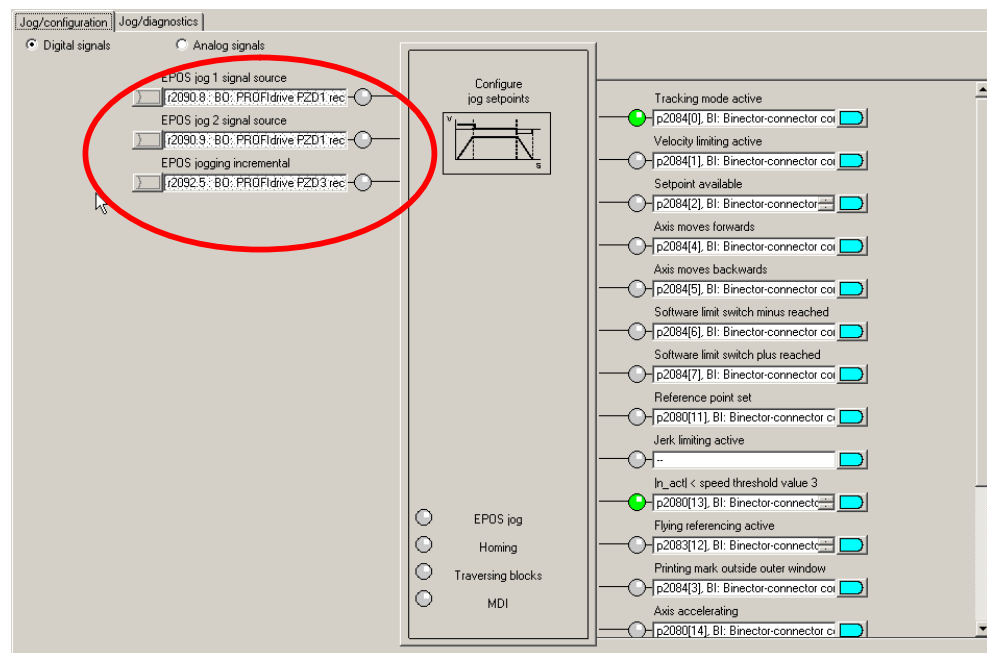 Jog/configuration Jog/diagnostics
Digital signals Analog signals
EPOS jog 1 signal source
r2090.8 : BO: PROFIdrive PZD1 rec
EPOS jog 2 signal source
r2090.9 : BO: PROFIdrive PZD1 rec
EPOS jogging incremental
r2092.5 : BO: PROFIdrive PZD3 rec
Configure
jog setpoints
V
s
EPOS jog
Homing
Traversing blocks
MDI
Tracking mode active
p2084[0], BI: Binector-connector cor
Velocity limiting active
p2084[1], BI: Binector-connector cor
Setpoint available
p2084[2], BI: Binector-connector
Axis moves forwards
p2084[4], BI: Binector-connector cor
Axis moves backwards
p2084[5], BI: Binector-connector cor
Software limit switch minus reached
p2084[6], BI: Binector-connector cor
Software limit switch plus reached
p2084[7], BI: Binector-connector cor
Reference point set
p2080[11], BI: Binector-connector c
Jerk limiting active
--
|n_act| < speed threshold value 3
p2080[13], BI: Binector-connecto
Flying referencing active
p2083[12], BI: Binector-connecto
Printing mark outside outer window
p2084[3], BI: Binector-connector cor
Axis accelerating
p2080[14], BI: Binector-connector c